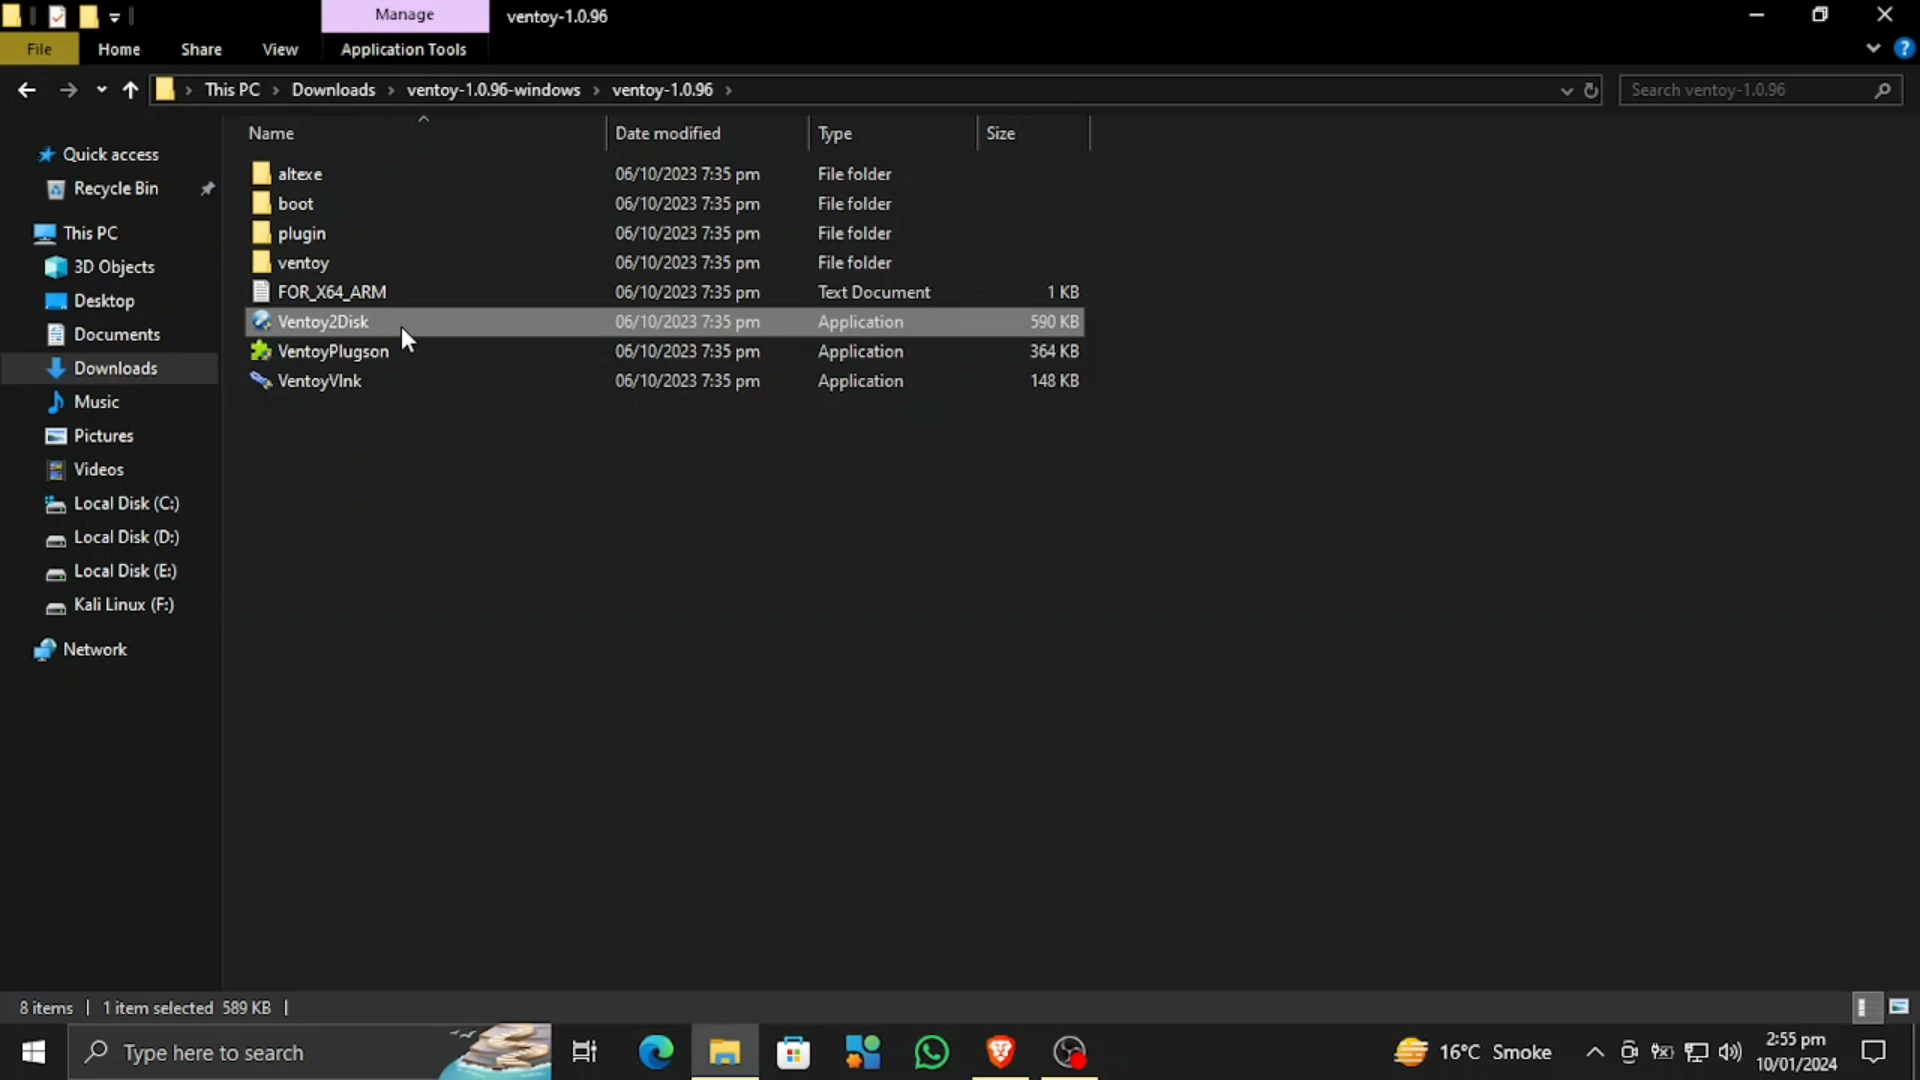 Manage
ventoy-1.0.96
File Home Share View Application Tools
This PC > Downloads > ventoy-1.0.96-windows > ventoy-1.0.96 >
Search ventoy-1.0.96
Name Date modified Type Size
Quick access
Recycle Bin
This PC
3D Objects
Desktop
Documents
Downloads
Music
Pictures
Videos
Local Disk (C:)
Local Disk (D:)
Local Disk (E:)
Kali Linux (F:)
Network
altexe 06/10/2023 7:35 pm File folder
boot 06/10/2023 7:35 pm File folder
plugin 06/10/2023 7:35 pm File folder
ventoy 06/10/2023 7:35 pm File folder
FOR_X64_ARM 06/10/2023 7:35 pm Text Document 1 KB
Ventoy2Disk 06/10/2023 7:35 pm Application 590 KB
VentoyPlugson 06/10/2023 7:35 pm Application 364 KB
VentoyVlnk 06/10/2023 7:35 pm Application 148 KB
8 items 1 item selected 589 KB
Type here to search
16°C Smoke
2:55 pm
10/01/2024